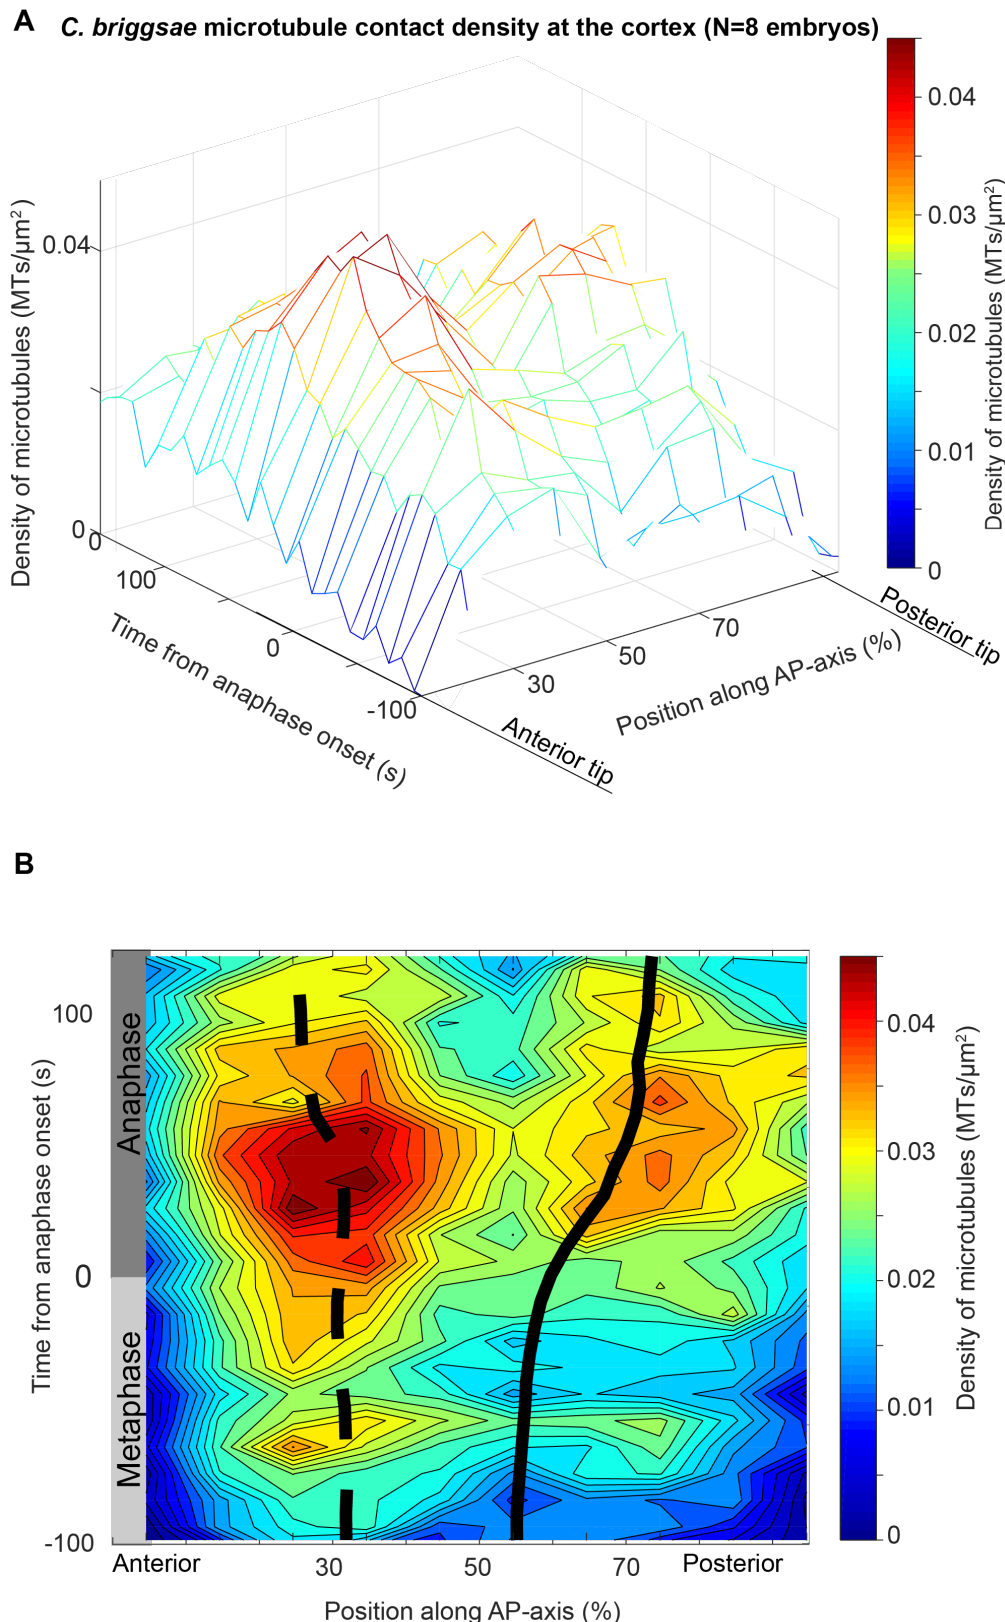 A
C. briggsae microtubule contact density at the cortex (N=8 embryos)
Density of microtubules (MTs/µm²)
0.04
0
0
100
0
-100
Time from anaphase onset (s)
30
50
70
Position along AP-axis (%)
Anterior tip
Posterior tip
0.04
0.03
0.02
0.01
0
Density of microtubules (MTs/µm²)
B
Time from anaphase onset (s)
100
0
-100
Anaphase
Metaphase
Anterior
30
50
70
Posterior
Position along AP-axis (%)
0.04
0.03
0.02
0.01
0
Density of microtubules (MTs/µm²)